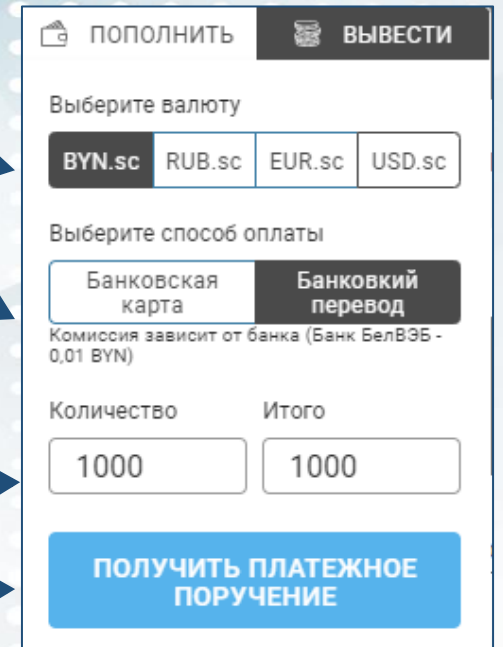 ПОПОЛНИТЬ ВЫВЕСТИ
Выберите валюту
BYN.sc RUB.sc EUR.sc USD.sc
Выберите способ оплаты
Банковская Банковкий
карта перевод
Комиссия зависит от банка (Банк БелВЭБ -
0,01 BYN)
Количество Итого
1000 1000
ПОЛУЧИТЬ ПЛАТЕЖНОЕ
ПОРУЧЕНИЕ